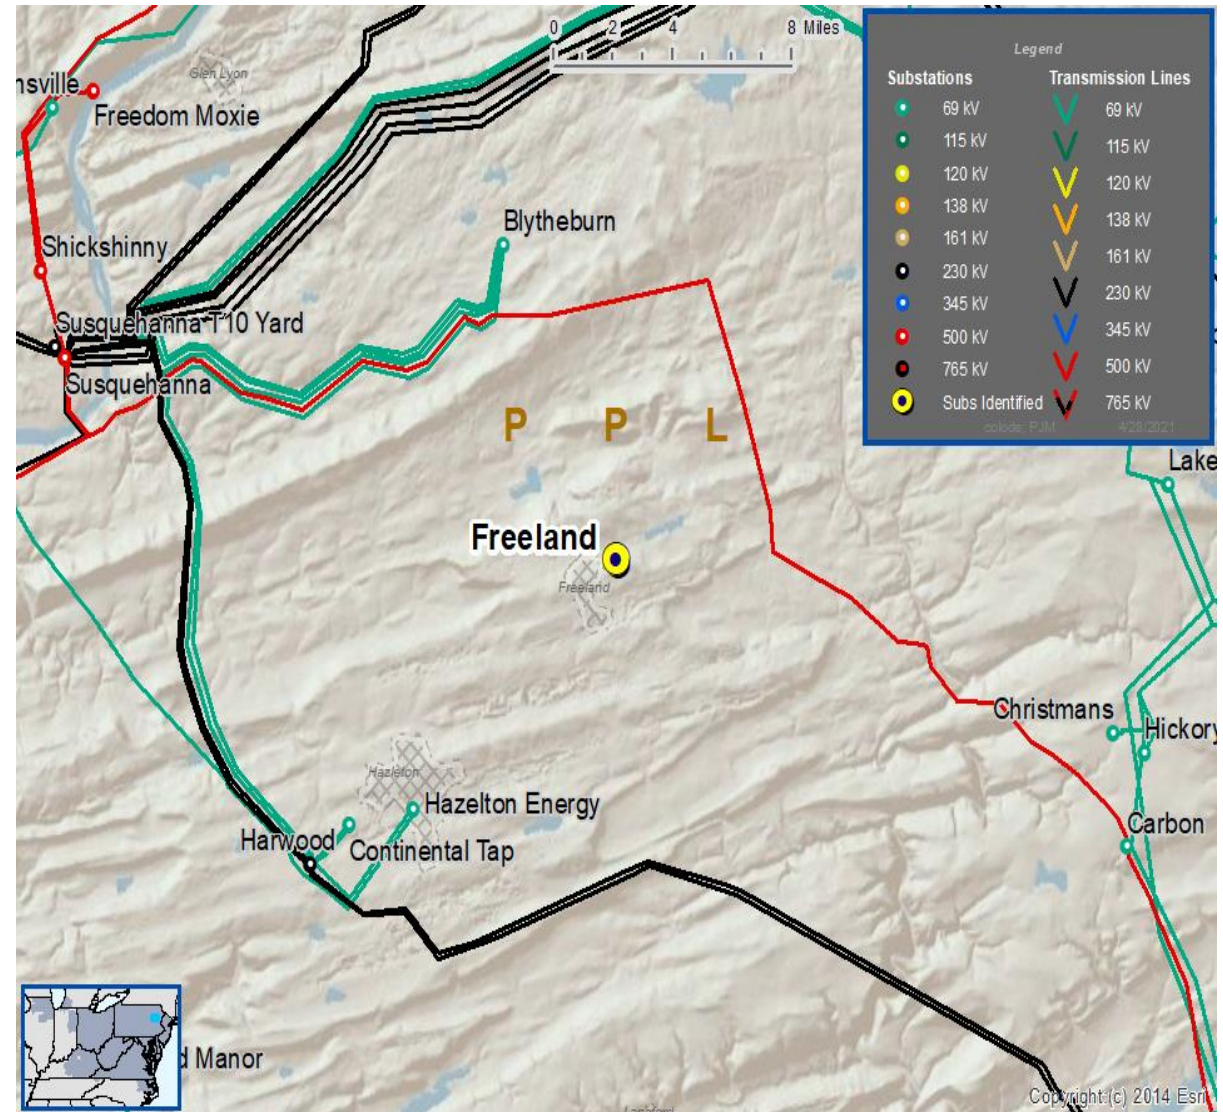 0 2 4 8 Miles
Glen Lyon
nsville
Freedom Moxie
Blytheburn
Shickshinny
Susquehanna T10 Yard
Susquehanna
P P L
Freeland
Freeland
Lake
Christmans
Hickory
Carbon
Hazleton
Hazelton Energy
Harwood
Continental Tap
d Manor
Copyright:(c) 2014 Esri
Legend
Substations Transmission Lines
69 kV 69 kV
115 kV 115 kV
120 kV 120 kV
138 kV 138 kV
161 kV 161 kV
230 kV 230 kV
345 kV 345 kV
500 kV 500 kV
765 kV 765 kV
Subs Identified
PJM 4/28/2021